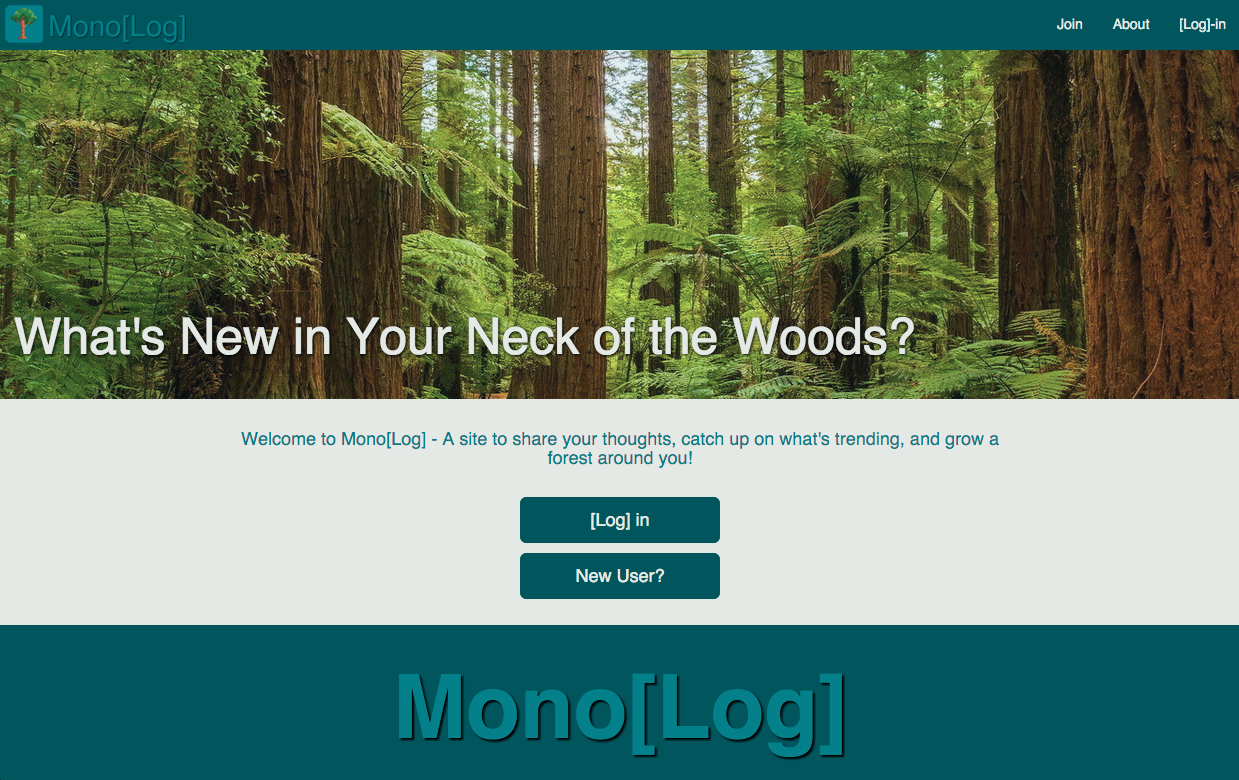 Mono[Log]
Join About [Log]-in
What's New in Your Neck of the Woods?
Welcome to Mono[Log] - A site to share your thoughts, catch up on what's trending, and grow a
forest around you!
[Log] in
New User?
Mono[Log]